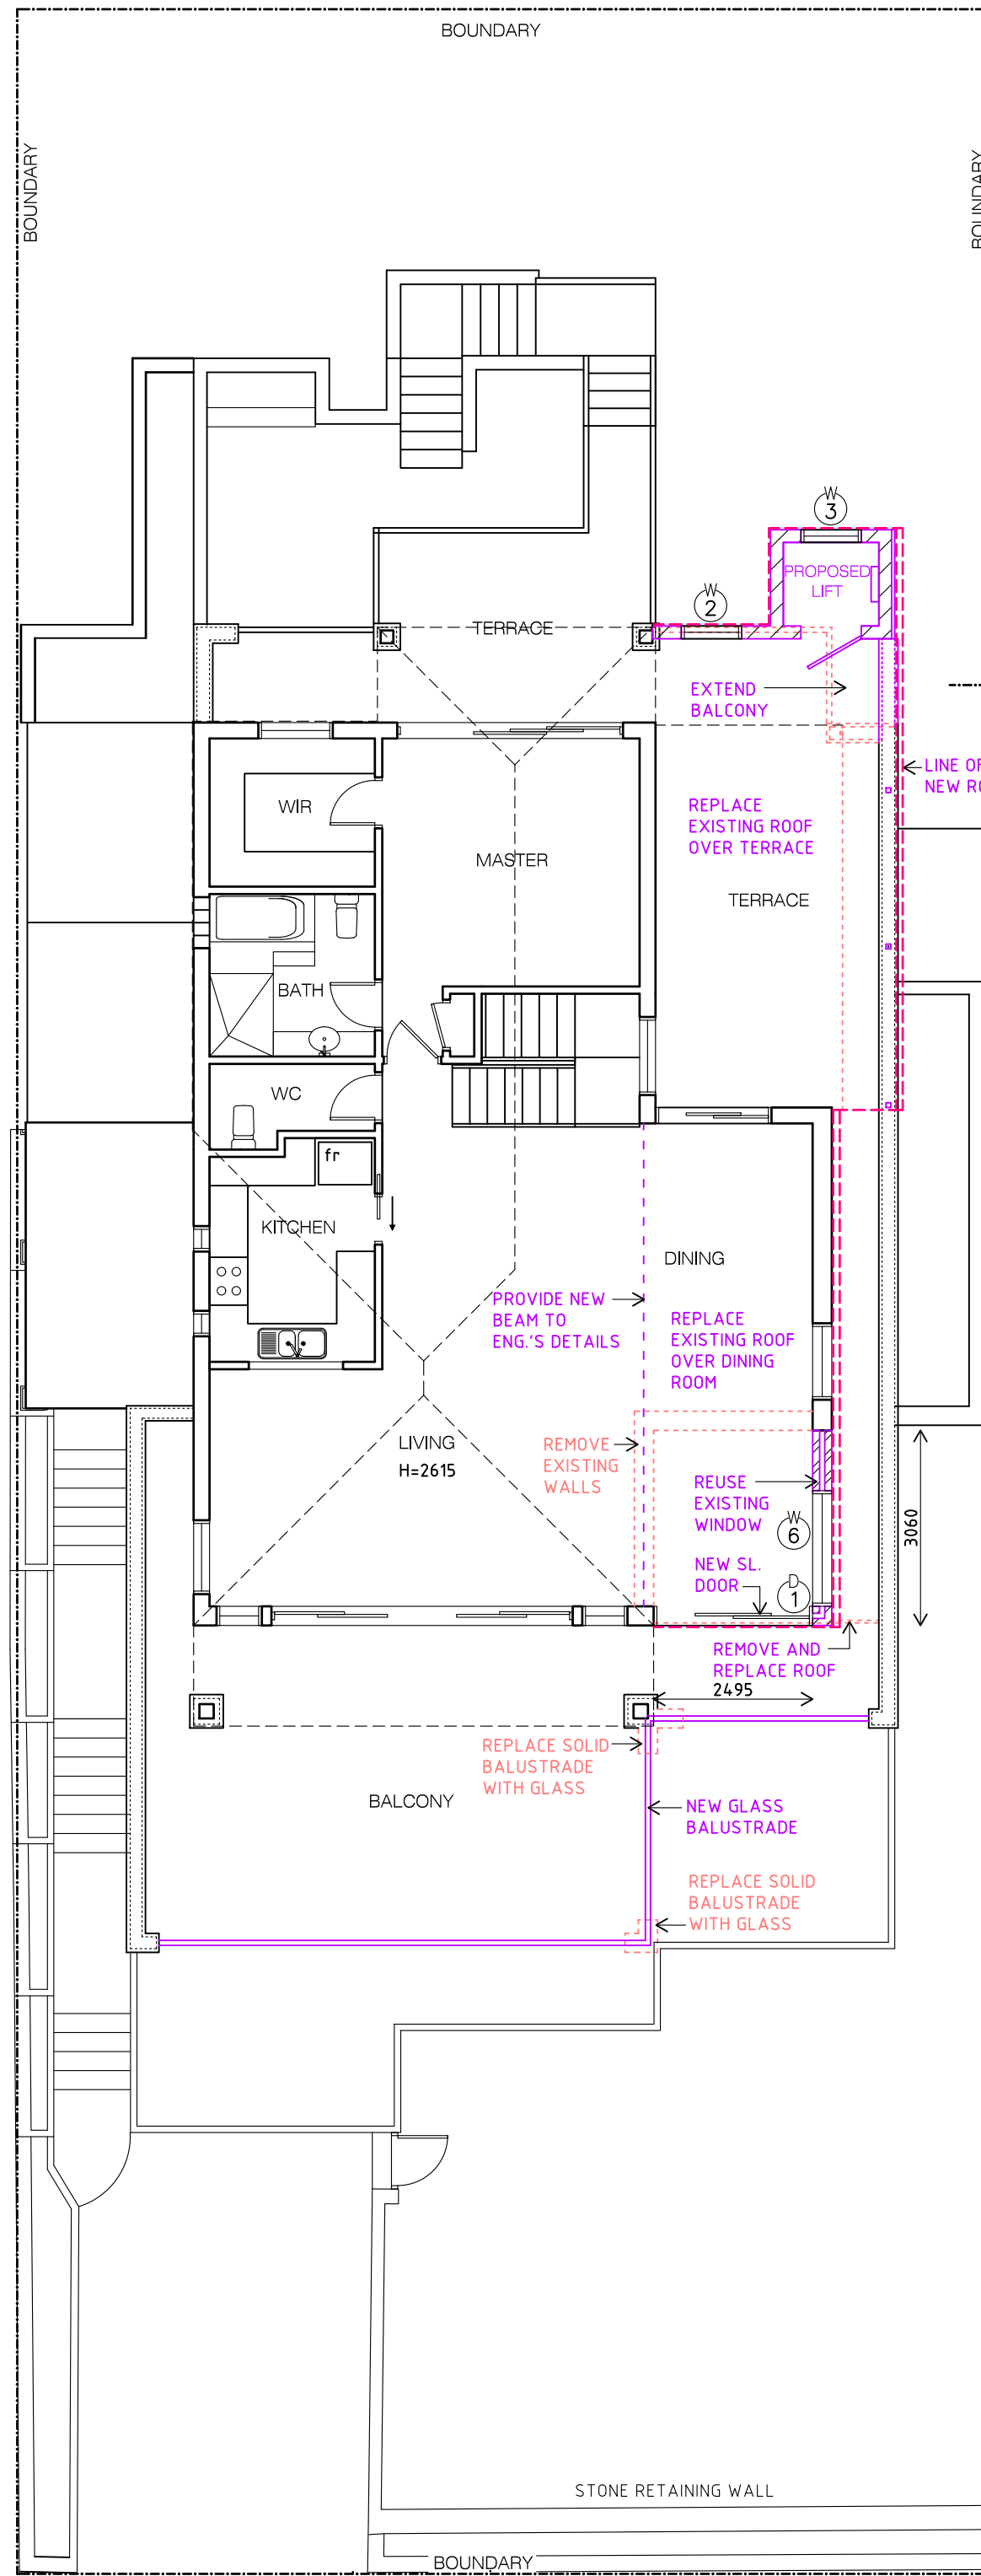 BOUNDARY
BOUNDARY
BOUNDARY
W
3
PROPOSED
LIFT
W
2
TERRACE
EXTEND
BALCONY
LINE OF
NEW RO
WIR
REPLACE
EXISTING ROOF
OVER TERRACE
MASTER
TERRACE
BATH
WC
fr
KITCHEN
DINING
PROVIDE NEW
BEAM TO
ENG.'S DETAILS
REPLACE
EXISTING ROOF
OVER DINING
ROOM
LIVING
H=2615
REMOVE
EXISTING
WALLS
REUSE
EXISTING
WINDOW
W
6
3060
NEW SL.
DOOR
D
1
REMOVE AND
REPLACE ROOF
2495
REPLACE SOLID
BALUSTRADE
WITH GLASS
BALCONY
NEW GLASS
BALUSTRADE
REPLACE SOLID
BALUSTRADE
WITH GLASS
STONE RETAINING WALL
BOUNDARY